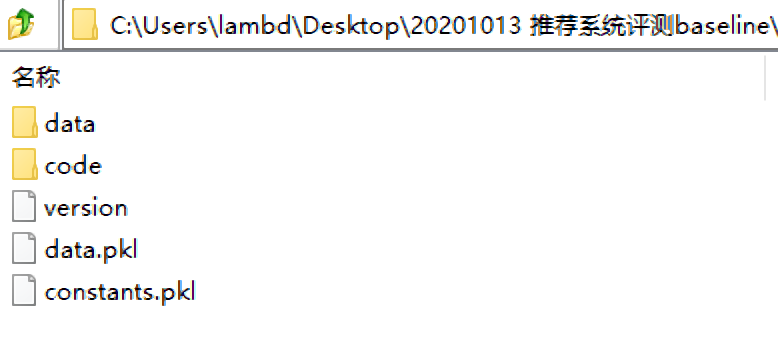 C:\Users\lambd\Desktop\20201013 推荐系统评测baseline\
名称
data
code
version
data.pkl
constants.pkl